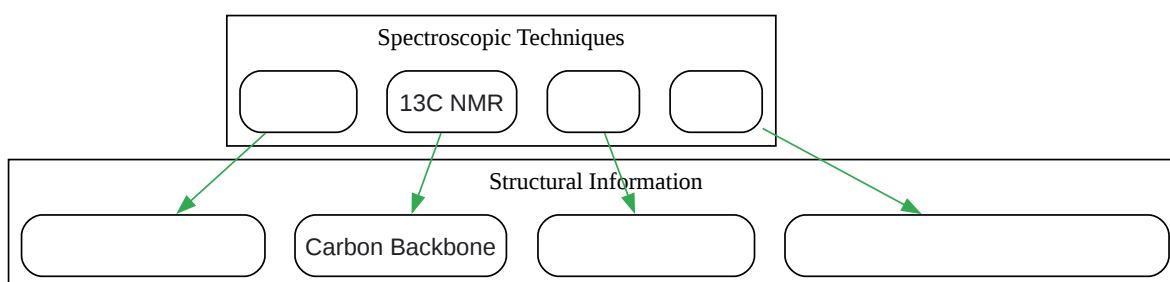 Spectroscopic Techniques
13C NMR
Structural Information
Carbon Backbone